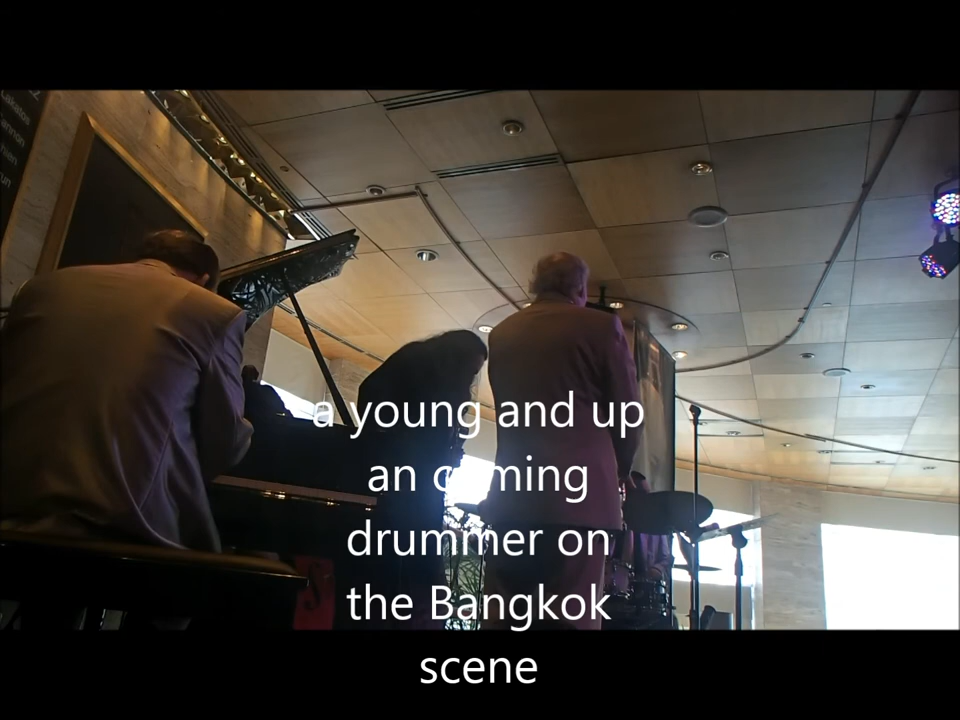 a young and up
an coming
drummer on
the Bangkok
scene